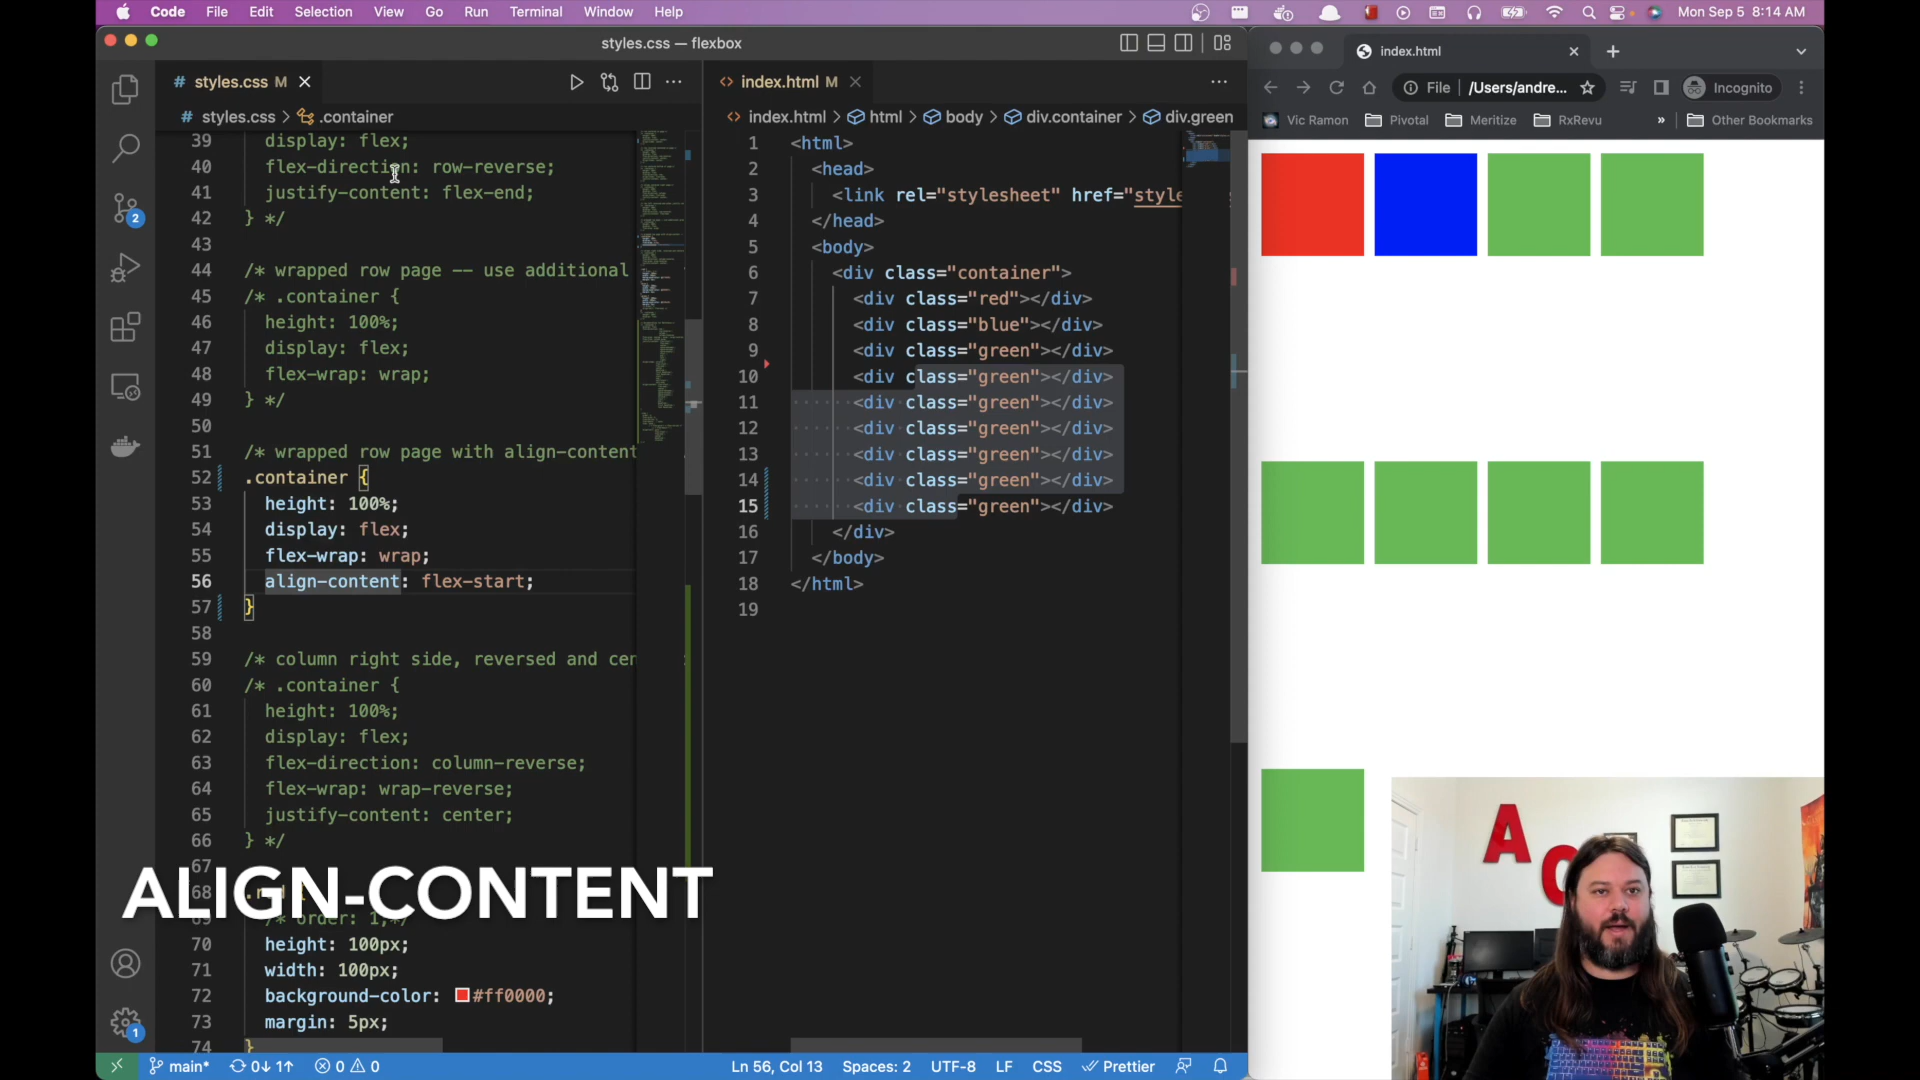 Code File Edit Selection View Go Run Terminal Window Help
Mon Sep 5 8:14 AM
styles.css — flexbox
# styles.css M
# styles.css > .container
39 display: flex;
40 flex-direction: row-reverse;
41 justify-content: flex-end;
42 } */
43
44 /* wrapped row page -- use additional
45 /* .container {
46 height: 100%;
47 display: flex;
48 flex-wrap: wrap;
49 } */
50
51 /* wrapped row page with align-content
52 .container {
53 height: 100%;
54 display: flex;
55 flex-wrap: wrap;
56 align-content: flex-start;
57 }
58
59 /* column right side, reversed and cen
60 /* .container {
61 height: 100%;
62 display: flex;
63 flex-direction: column-reverse;
64 flex-wrap: wrap-reverse;
65 justify-content: center;
66 } */
67
ALIGN-CONTENT
68
69 /* order: 1; */
70 height: 100px;
71 width: 100px;
72 background-color: #ff0000;
73 margin: 5px;
74 }
2
1
index.html M
index.html > html > body > div.container > div.green
1 <html>
2 <head>
3 <link rel="stylesheet" href="style
4 </head>
5 <body>
6 <div class="container">
7 <div class="red"></div>
8 <div class="blue"></div>
9 <div class="green"></div>
10 <div class="green"></div>
11 <div class="green"></div>
12 <div class="green"></div>
13 <div class="green"></div>
14 <div class="green"></div>
15 <div class="green"></div>
16 </div>
17 </body>
18 </html>
19
main* 0↓ 1↑ 0 0
Ln 56, Col 13 Spaces: 2 UTF-8 LF CSS Prettier
index.html
File /Users/andre... Incognito
Vic Ramon Pivotal Meritize RxRevu » Other Bookmarks
A